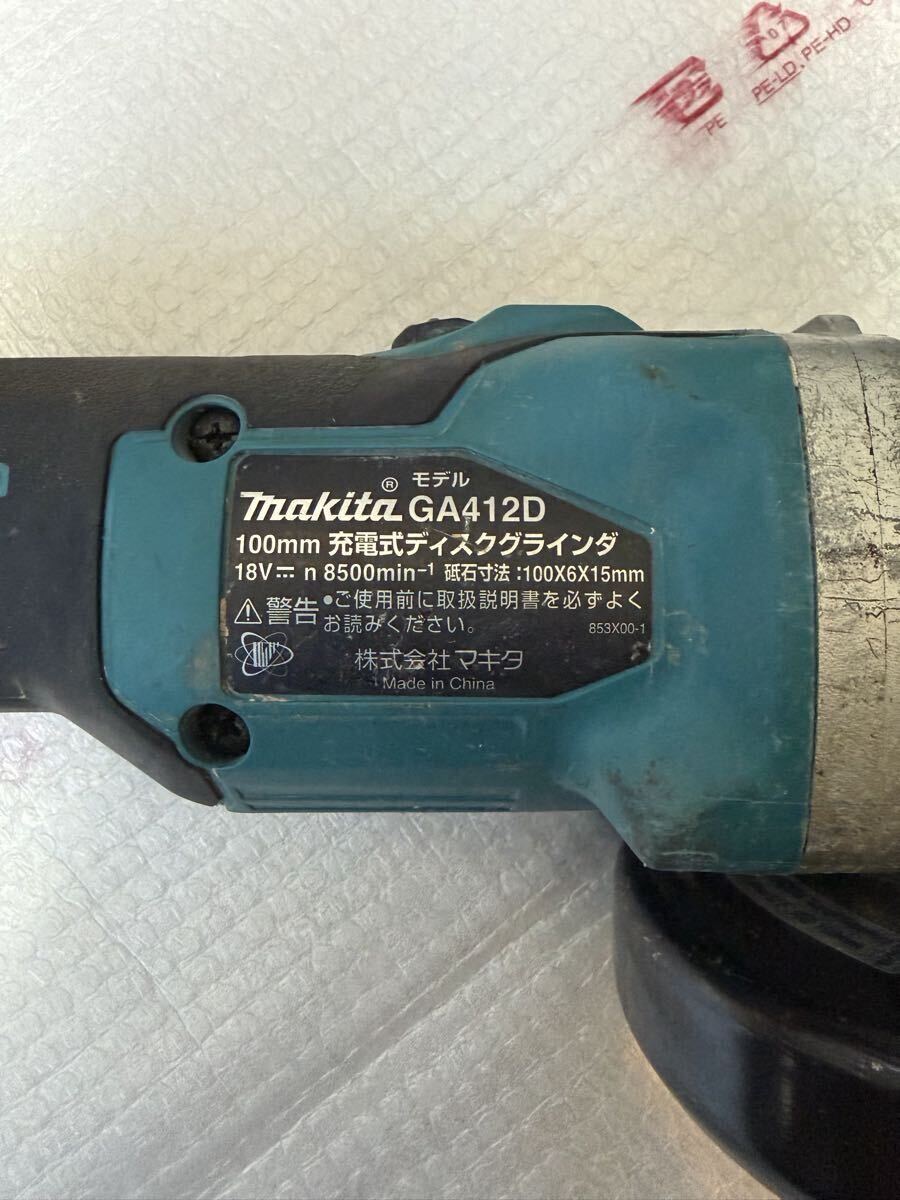 07
PE PE-LD, PE-HD
makita® モデル GA412D
100mm 充電式ディスクグラインダ
18V⎓ n 8500min⁻¹ 砥石寸法:100X6X15mm
⚠警告 •ご使用前に取扱説明書を必ずよく
お読みください。
853X00-1
株式会社 マキタ
Made in China